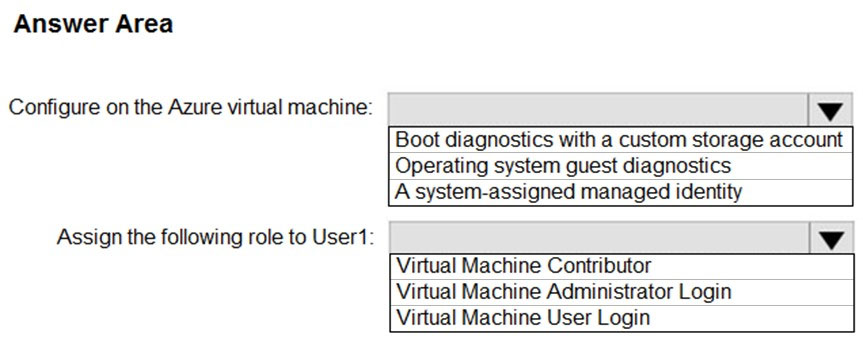 Answer Area
Configure on the Azure virtual machine:
Boot diagnostics with a custom storage account
Operating system guest diagnostics
A system-assigned managed identity
Assign the following role to User1:
Virtual Machine Contributor
Virtual Machine Administrator Login
Virtual Machine User Login